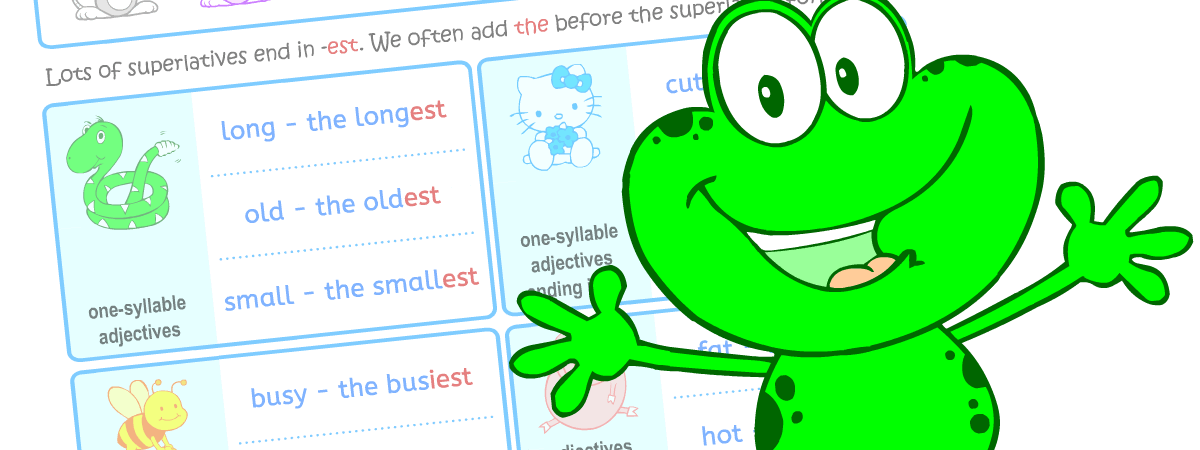 Lots of superlatives end in -est. We often add the before the
long - the longest
old - the oldest
small - the smallest
one-syllable
adjectives
one-syllable
adjectives
busy - the busiest
fat -
hot -